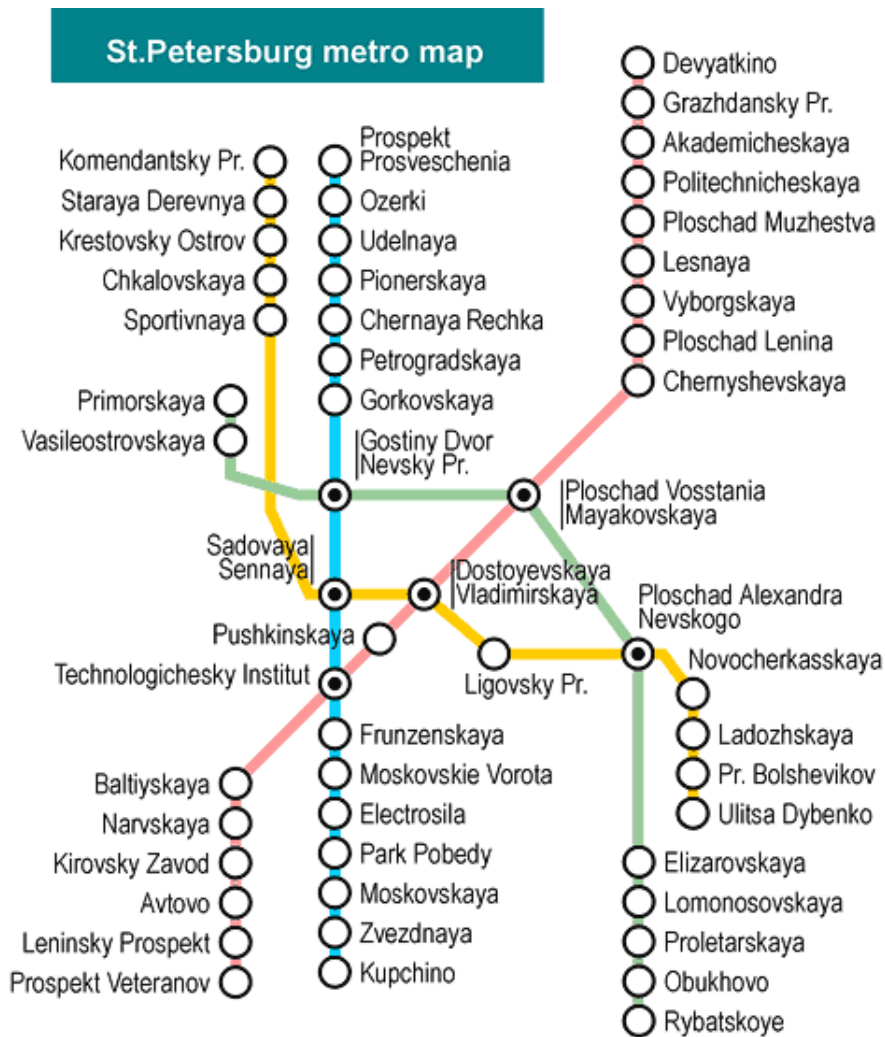 St.Petersburg metro map
Komendantsky Pr.
Staraya Derevnya
Krestovsky Ostrov
Chkalovskaya
Sportivnaya
Primorskaya
Vasileostrovskaya
Prospekt
Prosveschenia
Ozerki
Udelnaya
Pionerskaya
Chernaya Rechka
Petrogradskaya
Gorkovskaya
Gostiny Dvor
Nevsky Pr.
Devyatkino
Grazhdansky Pr.
Akademicheskaya
Politechnicheskaya
Ploschad Muzhestva
Lesnaya
Vyborgskaya
Ploschad Lenina
Chernyshevskaya
Ploschad Vosstania
Mayakovskaya
Sadovaya
Sennaya
Dostoyevskaya
Vladimirskaya
Pushkinskaya
Technologichesky Institut
Ligovsky Pr.
Ploschad Alexandra
Nevskogo
Novocherkasskaya
Ladozhskaya
Pr. Bolshevikov
Ulitsa Dybenko
Baltiyskaya
Narvskaya
Kirovsky Zavod
Avtovo
Leninsky Prospekt
Prospekt Veteranov
Frunzenskaya
Moskovskie Vorota
Electrosila
Park Pobedy
Moskovskaya
Zvezdnaya
Kupchino
Elizarovskaya
Lomonosovskaya
Proletarskaya
Obukhovo
Rybatskoye